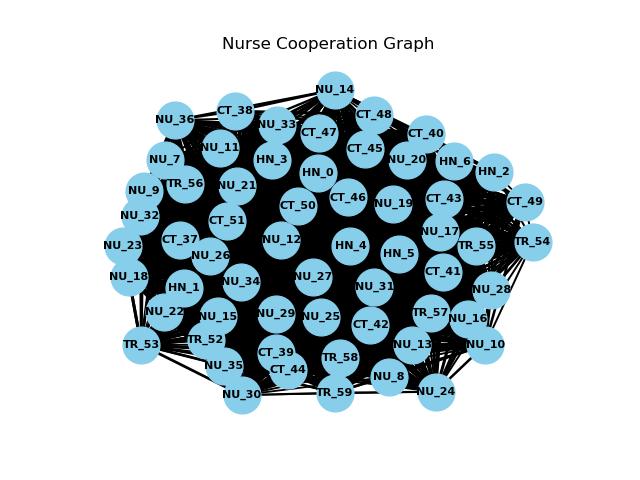 Nurse Cooperation Graph
NU_14
CT_38
CT_48
NU_36
NU_33
CT_47
CT_40
NU_11
CT_45
NU_7
HN_3
NU_20
HN_6
HN_0
HN_2
TR_56
NU_21
NU_9
CT_46
CT_43
CT_49
CT_50
NU_19
NU_32
CT_51
NU_17
CT_37
NU_12
TR_54
NU_23
HN_4
TR_55
HN_5
NU_26
CT_41
NU_18
NU_27
NU_34
HN_1
NU_31
NU_28
NU_22
NU_15
NU_29
NU_25
TR_57
NU_16
CT_42
TR_52
TR_53
NU_13
NU_10
CT_39
TR_58
NU_35
CT_44
NU_8
NU_30
TR_59
NU_24